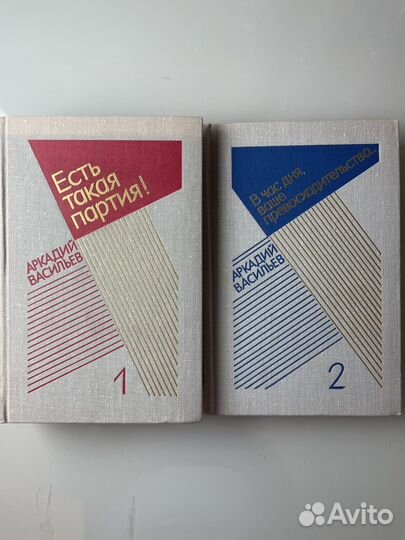 Есть
такая
партия!
АРКАДИЙ
ВАСИЛЬЕВ
1
В час дня,
ваше
превосходительство...
АРКАДИЙ
ВАСИЛЬЕВ
2
Avito